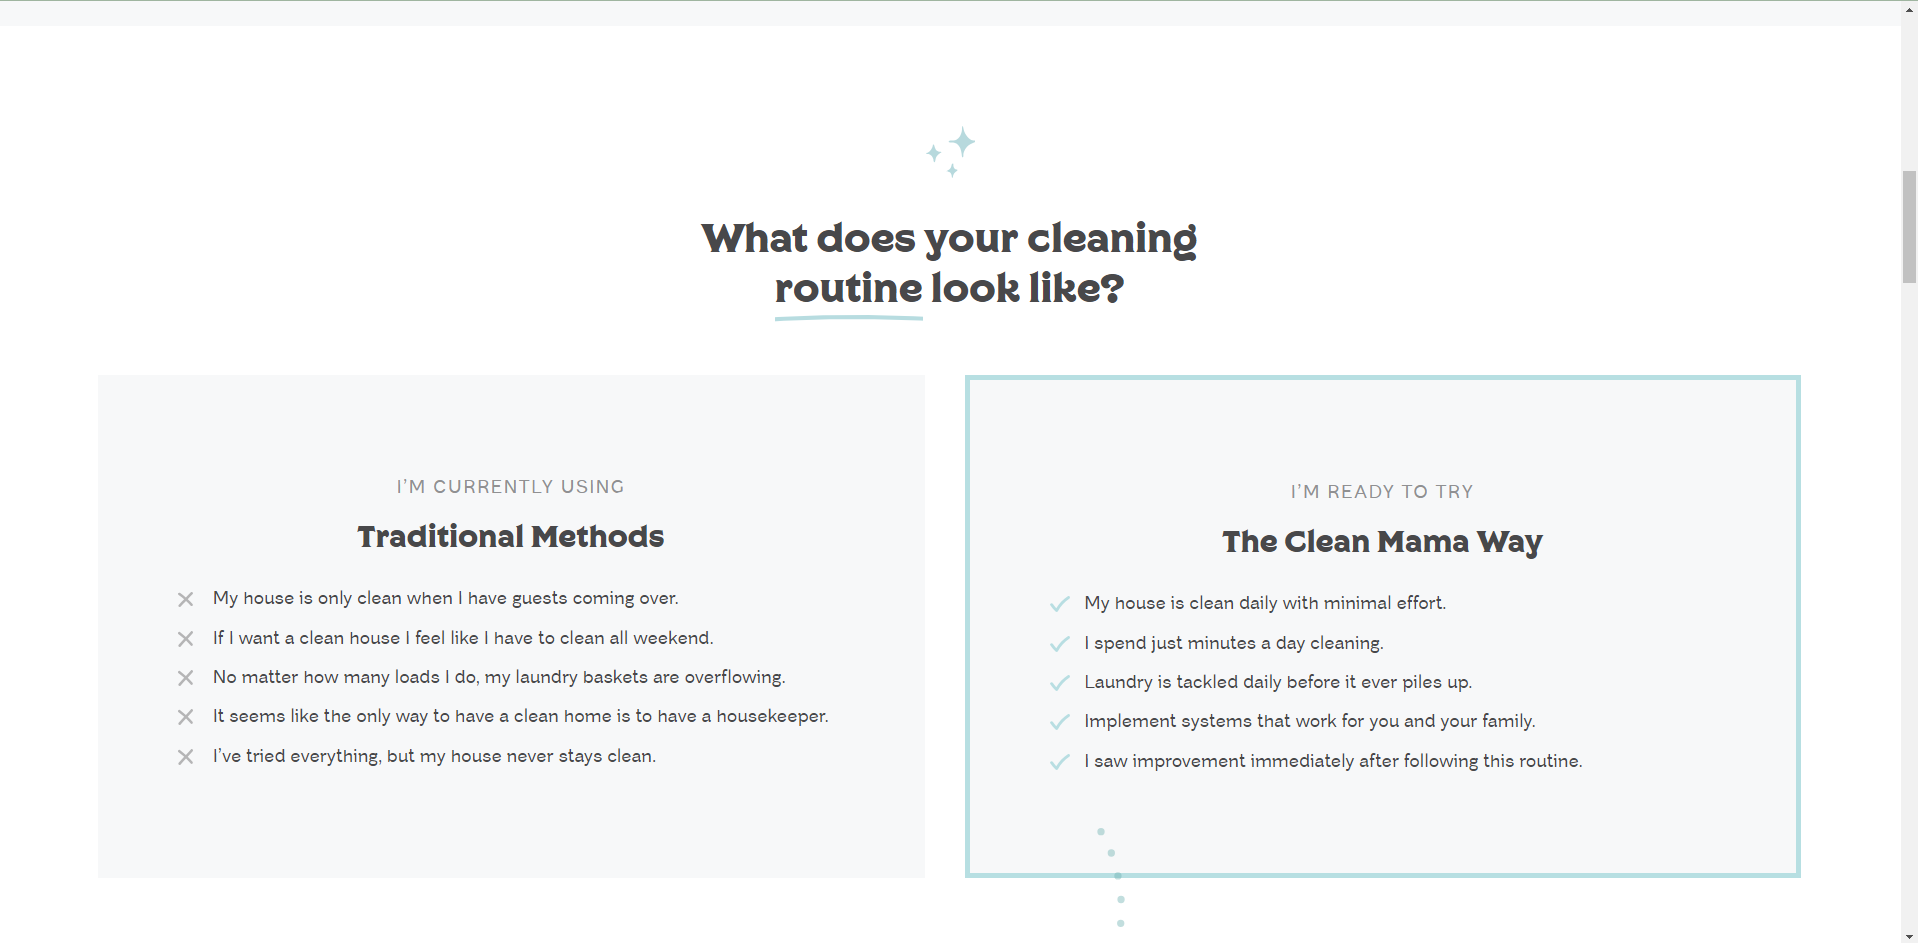 What does your cleaning
routine look like?
I'M CURRENTLY USING
Traditional Methods
My house is only clean when I have guests coming over.
If I want a clean house I feel like I have to clean all weekend.
No matter how many loads I do, my laundry baskets are overflowing.
It seems like the only way to have a clean home is to have a housekeeper.
I've tried everything, but my house never stays clean.
I'M READY TO TRY
The Clean Mama Way
My house is clean daily with minimal effort.
I spend just minutes a day cleaning.
Laundry is tackled daily before it ever piles up.
Implement systems that work for you and your family.
I saw improvement immediately after following this routine.